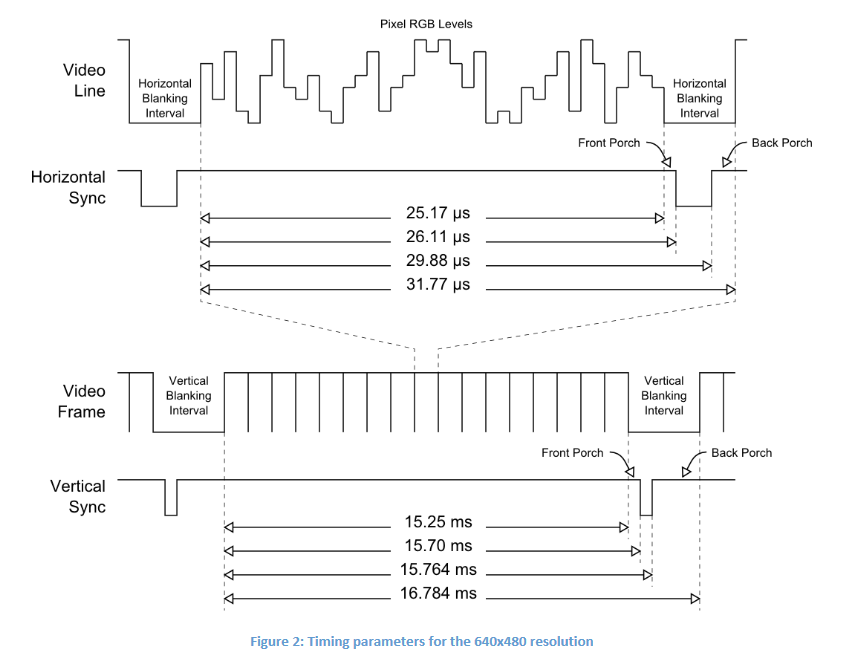 Pixel RGB Levels
Video
Line
Horizontal
Blanking
Interval
Horizontal
Blanking
Interval
Front Porch
Back Porch
Horizontal
Sync
25.17 µs
26.11 µs
29.88 µs
31.77 µs
Video
Frame
Vertical
Blanking
Interval
Vertical
Blanking
Interval
Front Porch
Back Porch
Vertical
Sync
15.25 ms
15.70 ms
15.764 ms
16.784 ms
Figure 2: Timing parameters for the 640x480 resolution